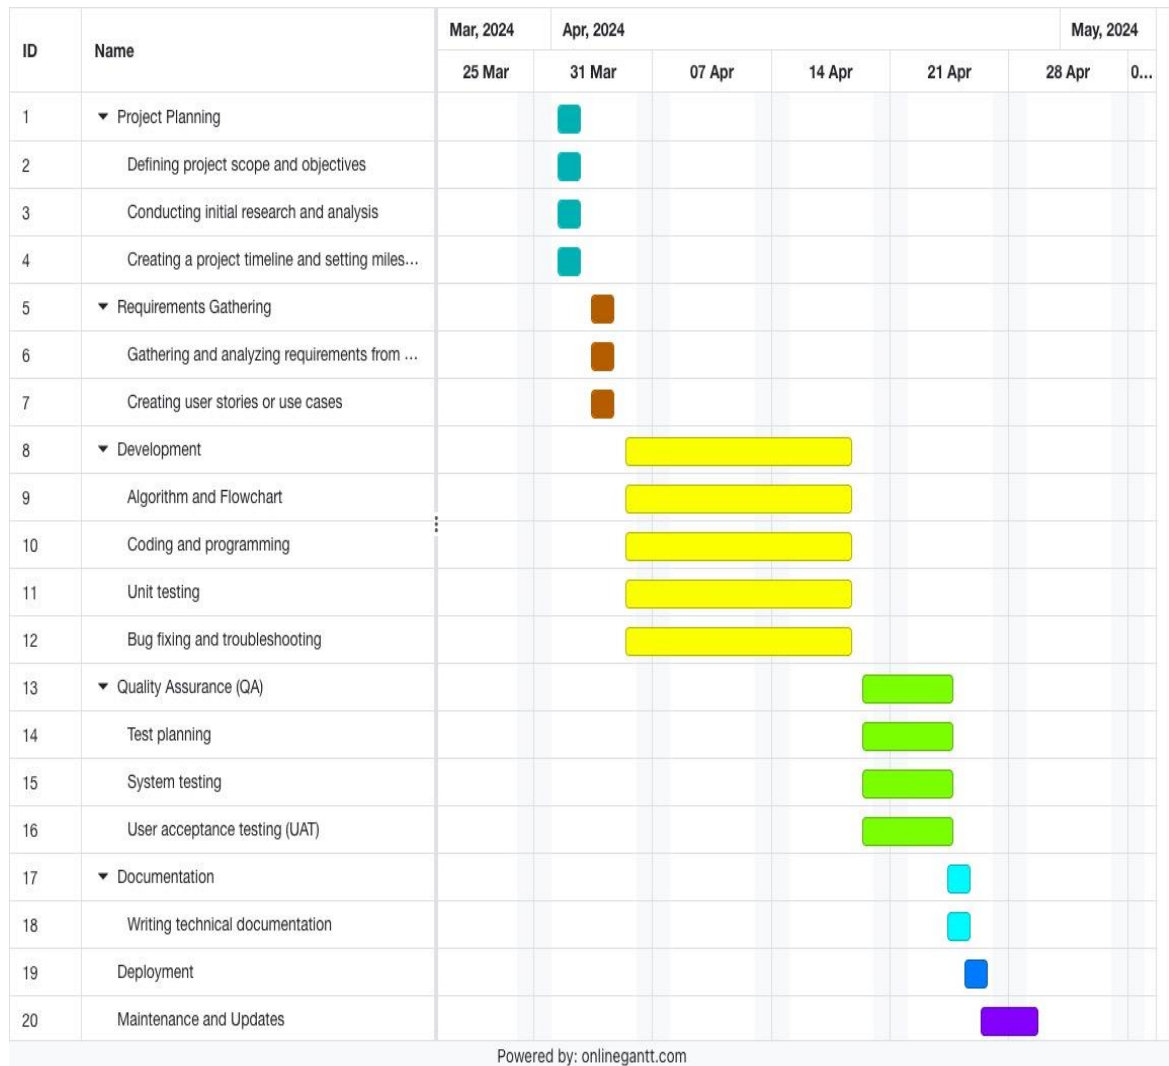 ID Name Mar, 2024 Apr, 2024 May, 2024
25 Mar 31 Mar 07 Apr 14 Apr 21 Apr 28 Apr 0...
1 Project Planning
2 Defining project scope and objectives
3 Conducting initial research and analysis
4 Creating a project timeline and setting miles...
5 Requirements Gathering
6 Gathering and analyzing requirements from ...
7 Creating user stories or use cases
8 Development
9 Algorithm and Flowchart
10 Coding and programming
11 Unit testing
12 Bug fixing and troubleshooting
13 Quality Assurance (QA)
14 Test planning
15 System testing
16 User acceptance testing (UAT)
17 Documentation
18 Writing technical documentation
19 Deployment
20 Maintenance and Updates
Powered by: onlinegantt.com